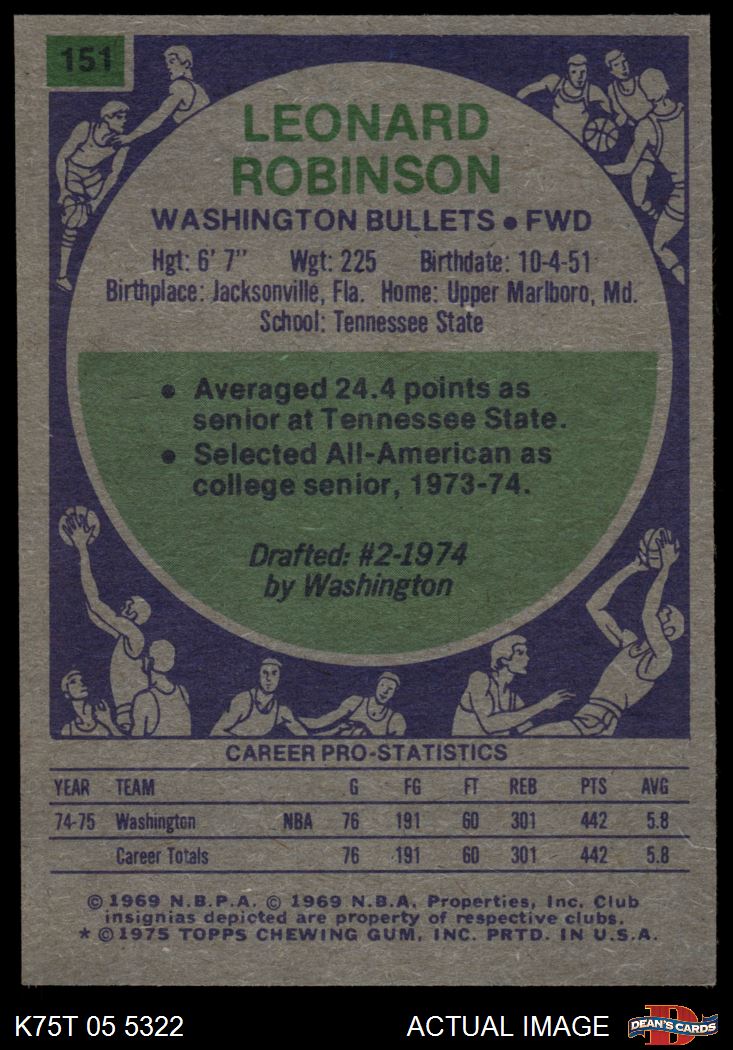 151
LEONARD
ROBINSON
WASHINGTON BULLETS • FWD
Hgt: 6' 7" Wgt: 225 Birthdate: 10-4-51
Birthplace: Jacksonville, Fla. Home: Upper Marlboro, Md.
School: Tennessee State
• Averaged 24.4 points as
senior at Tennessee State.
• Selected All-American as
college senior, 1973-74.
Drafted: #2-1974
by Washington
CAREER PRO-STATISTICS
YEAR TEAM G FG FT REB PTS AVG
74-75 Washington NBA 76 191 60 301 442 5.8
Career Totals 76 191 60 301 442 5.8
© 1969 N.B.P.A. © 1969 N.B.A. Properties, Inc. Club
insignias depicted are property of respective clubs.
* © 1975 TOPPS CHEWING GUM, INC. PRTD. IN U.S.A.
K75T 05 5322 ACTUAL IMAGE DEAN'S CARDS